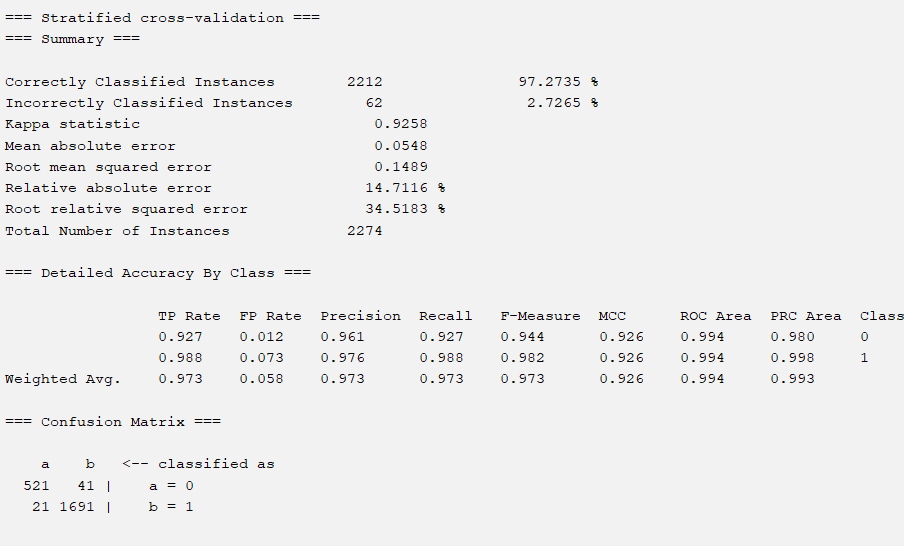 === Stratified cross-validation ===
=== Summary ===
Correctly Classified Instances        2212               97.2735 %
Incorrectly Classified Instances        62                2.7265 %
Kappa statistic                          0.9258
Mean absolute error                      0.0548
Root mean squared error                  0.1489
Relative absolute error                 14.7116 %
Root relative squared error             34.5183 %
Total Number of Instances             2274
=== Detailed Accuracy By Class ===
                 TP Rate  FP Rate  Precision  Recall   F-Measure  MCC      ROC Area  PRC Area  Class
                 0.927    0.012    0.961      0.927    0.944      0.926    0.994     0.980     0
                 0.988    0.073    0.976      0.988    0.982      0.926    0.994     0.998     1
Weighted Avg.    0.973    0.058    0.973      0.973    0.973      0.926    0.994     0.993
=== Confusion Matrix ===
    a    b   <-- classified as
  521   41 |    a = 0
   21 1691 |    b = 1